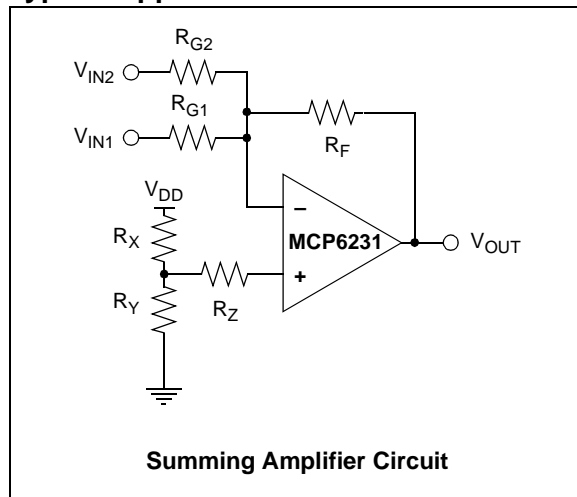 R_G2
V_IN2
R_G1
V_IN1
R_F
V_DD
–
MCP6231
R_X
V_OUT
+
R_Y
R_Z
Summing Amplifier Circuit